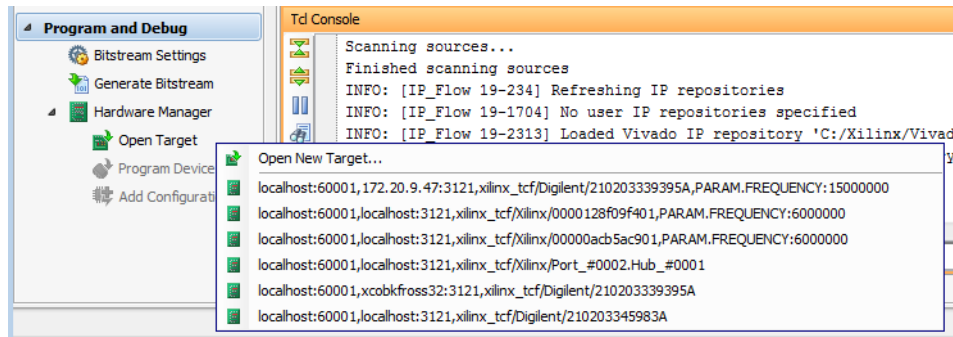 Program and Debug
Bitstream Settings
Generate Bitstream
Hardware Manager
Open Target
Program Device
Add Configurati
Tcl Console
Scanning sources...
Finished scanning sources
INFO: [IP_Flow 19-234] Refreshing IP repositories
INFO: [IP_Flow 19-1704] No user IP repositories specified
INFO: [IP_Flow 19-2313] Loaded Vivado IP repository 'C:/Xilinx/Vivad
Open New Target...
localhost:60001,172.20.9.47:3121,xilinx_tcf/Digilent/210203339395A,PARAM.FREQUENCY:15000000
localhost:60001,localhost:3121,xilinx_tcf/Xilinx/0000128f09f401,PARAM.FREQUENCY:6000000
localhost:60001,localhost:3121,xilinx_tcf/Xilinx/00000acb5ac901,PARAM.FREQUENCY:6000000
localhost:60001,localhost:3121,xilinx_tcf/Xilinx/Port_#0002.Hub_#0001
localhost:60001,xcobkfross32:3121,xilinx_tcf/Digilent/210203339395A
localhost:60001,localhost:3121,xilinx_tcf/Digilent/210203345983A